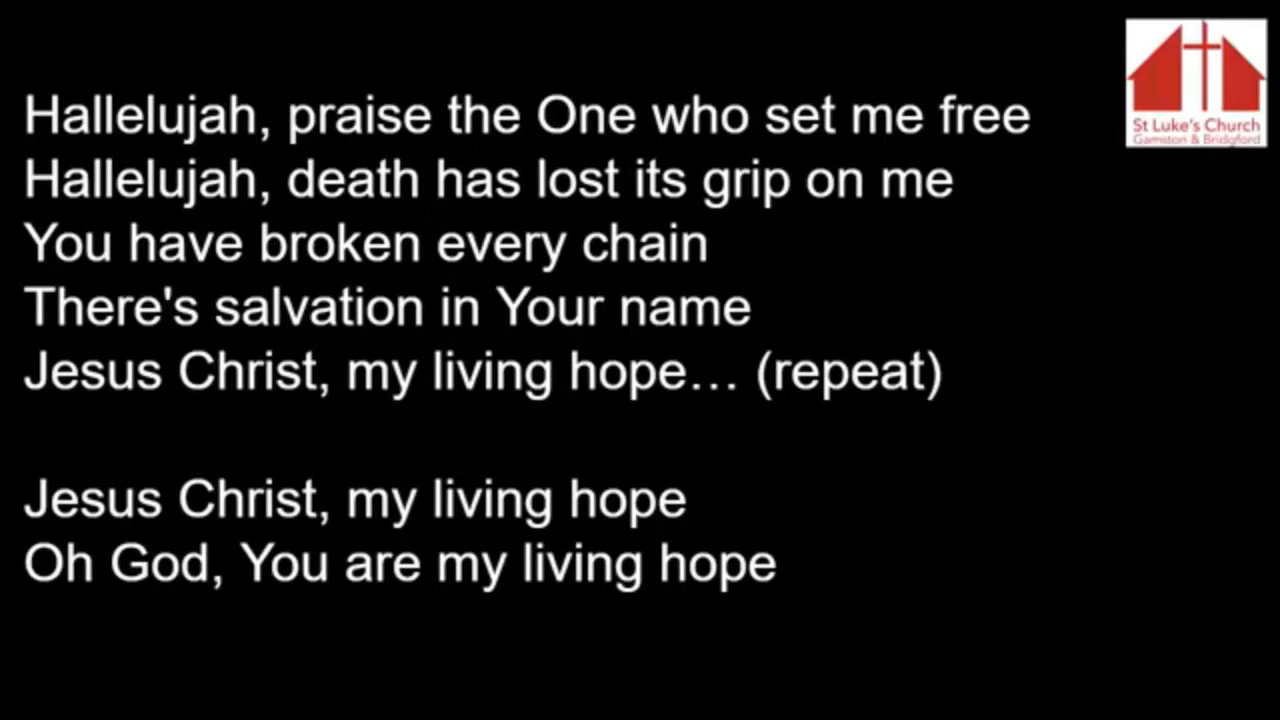 Hallelujah, praise the One who set me free
Hallelujah, death has lost its grip on me
You have broken every chain
There's salvation in Your name
Jesus Christ, my living hope… (repeat)
Jesus Christ, my living hope
Oh God, You are my living hope
St Luke's Church
Gamston & Bridgford